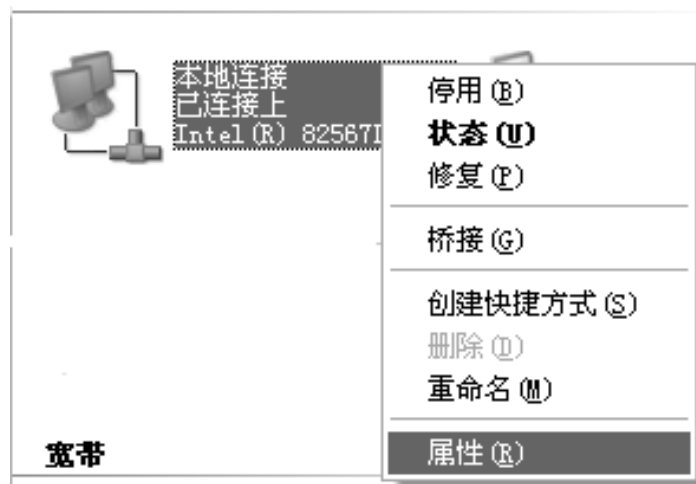 本地连接
已连接上
Intel(R) 82567
停用(B)
状态(U)
修复(P)
桥接(G)
创建快捷方式(S)
删除(D)
重命名(M)
属性(R)
宽带